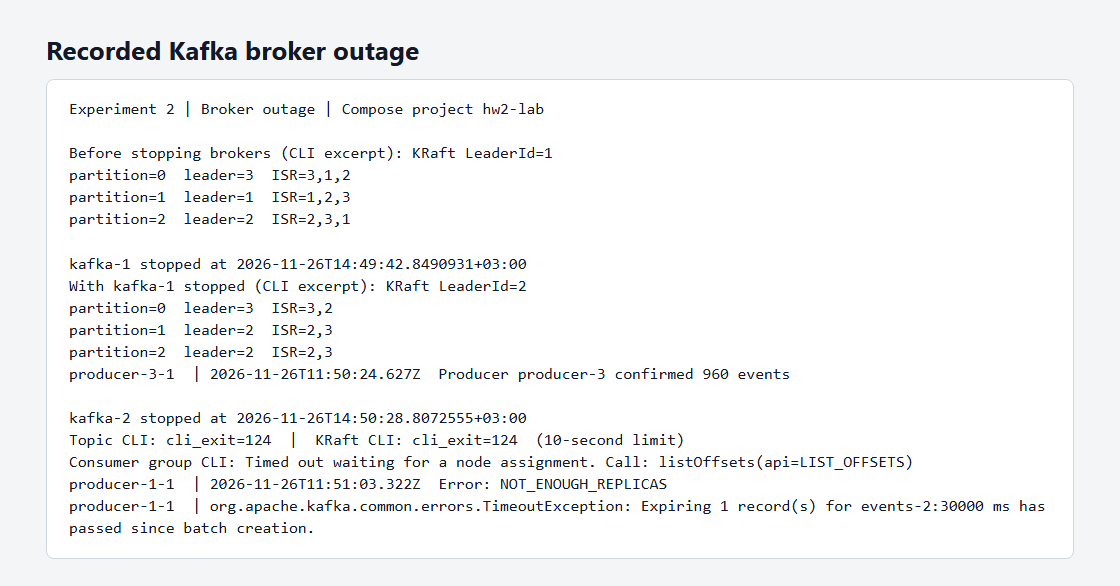 Recorded Kafka broker outage
Experiment 2 | Broker outage | Compose project hw2-lab
Before stopping brokers (CLI excerpt): KRaft LeaderId=1
partition=0  leader=3  ISR=3,1,2
partition=1  leader=1  ISR=1,2,3
partition=2  leader=2  ISR=2,3,1
kafka-1 stopped at 2026-11-26T14:49:42.8490931+03:00
With kafka-1 stopped (CLI excerpt): KRaft LeaderId=2
partition=0  leader=3  ISR=3,2
partition=1  leader=2  ISR=2,3
partition=2  leader=2  ISR=2,3
producer-3-1  | 2026-11-26T11:50:24.627Z  Producer producer-3 confirmed 960 events
kafka-2 stopped at 2026-11-26T14:50:28.8072555+03:00
Topic CLI: cli_exit=124  |  KRaft CLI: cli_exit=124  (10-second limit)
Consumer group CLI: Timed out waiting for a node assignment. Call: listOffsets(api=LIST_OFFSETS)
producer-1-1  | 2026-11-26T11:51:03.322Z  Error: NOT_ENOUGH_REPLICAS
producer-1-1  | org.apache.kafka.common.errors.TimeoutException: Expiring 1 record(s) for events-2:30000 ms has
passed since batch creation.